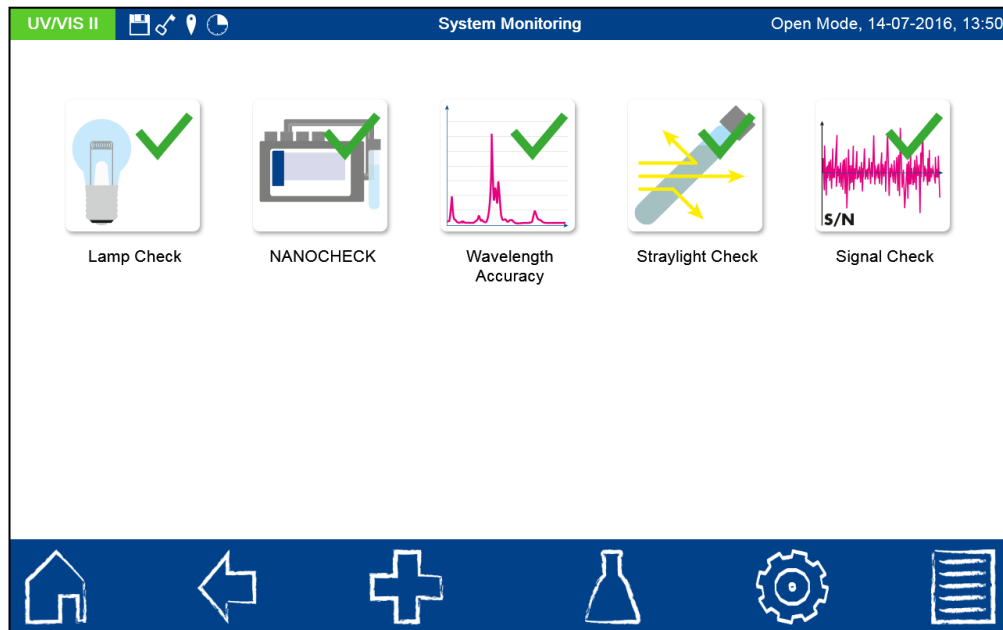 UV/VIS II
System Monitoring
Open Mode, 14-07-2016, 13:50
S/N
Lamp Check
NANOCHECK
Wavelength
Accuracy
Straylight Check
Signal Check